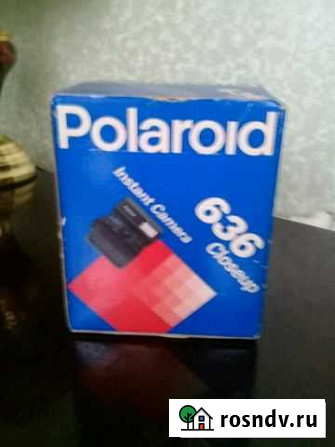 Polaroid
Instant Camera
636
Closeup
rosndv.ru